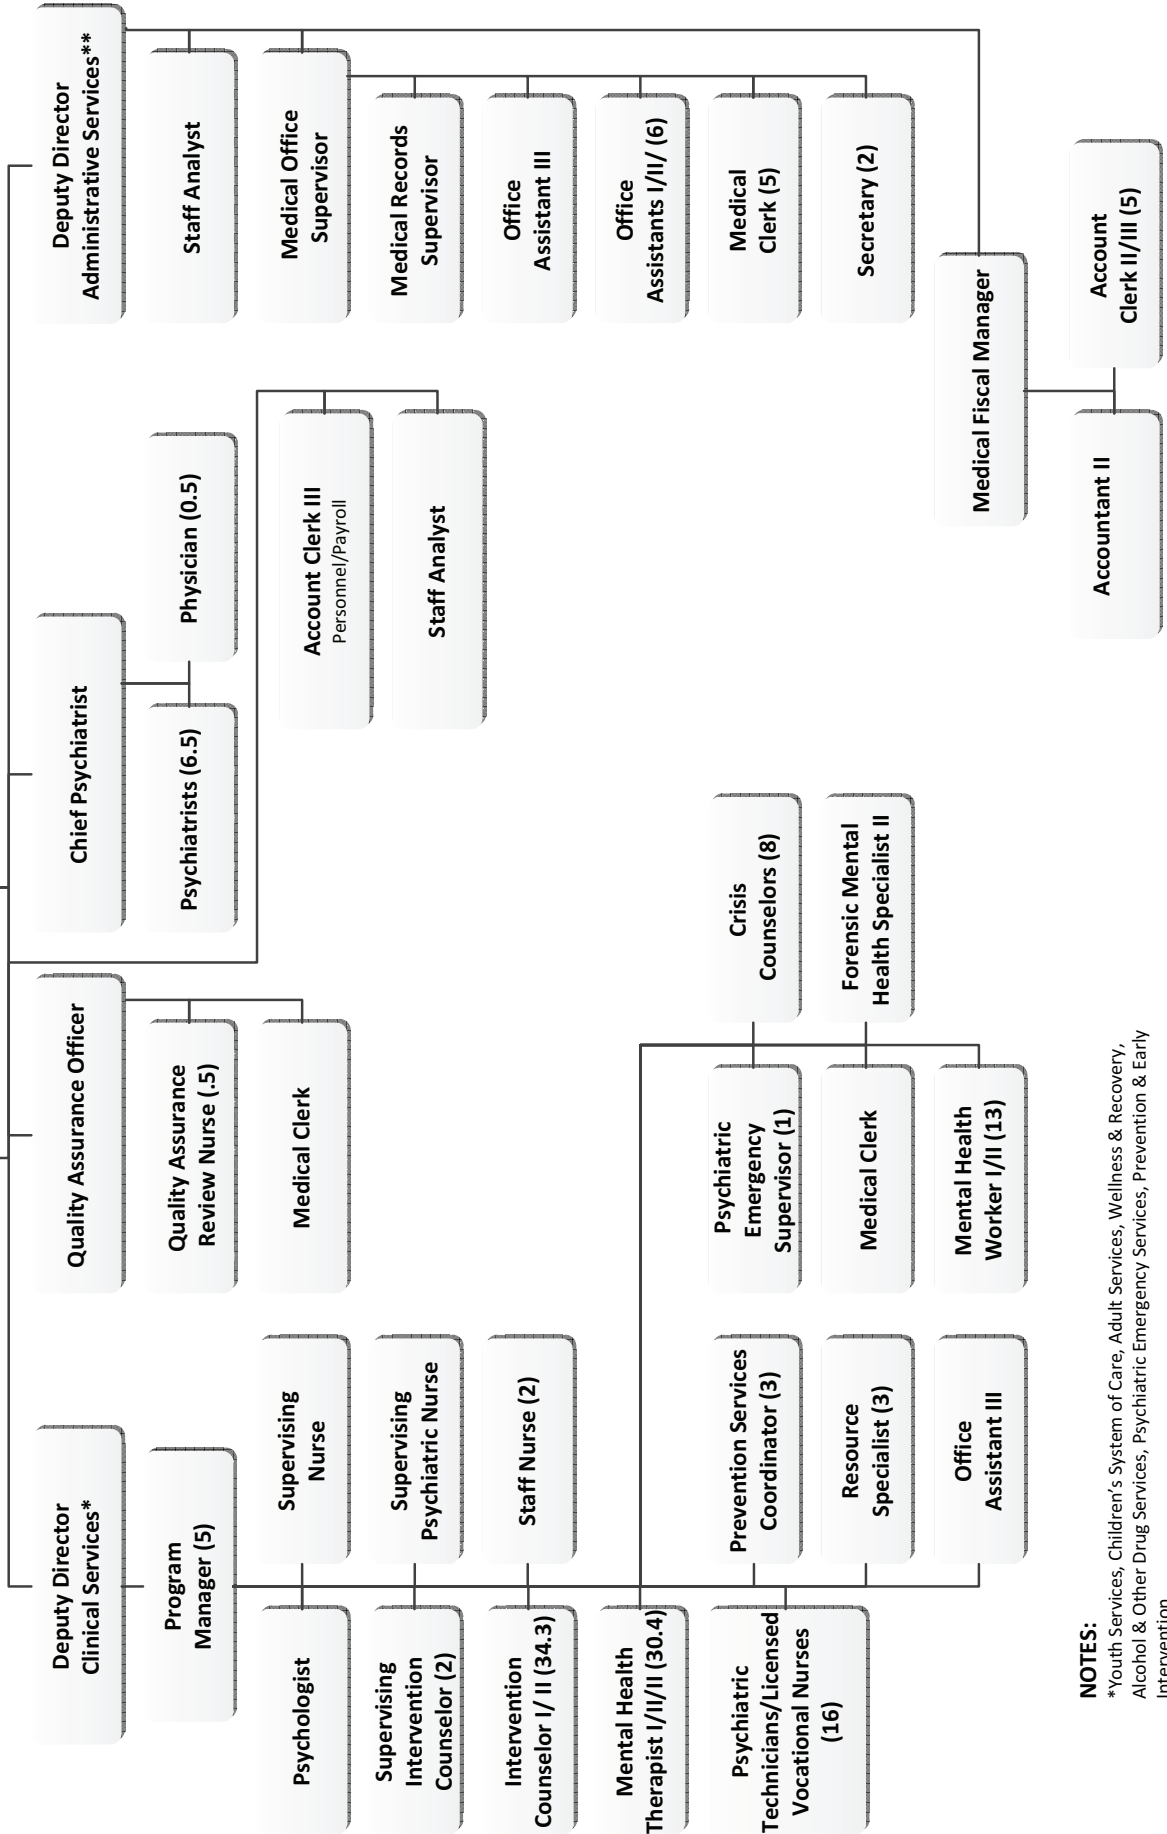 Deputy Director
Clinical Services*
Program
Manager (5)
Psychologist
Supervising
Nurse
Supervising
Intervention
Counselor (2)
Supervising
Psychiatric Nurse
Intervention
Counselor I/ II (34.3)
Staff Nurse (2)
Mental Health
Therapist I/II/II (30.4)
Psychiatric
Technicians/Licensed
Vocational Nurses
(16)
Prevention Services
Coordinator (3)
Resource
Specialist (3)
Office
Assistant III
Psychiatric
Emergency
Supervisor (1)
Crisis
Counselors (8)
Medical Clerk
Forensic Mental
Health Specialist II
Mental Health
Worker I/II (13)
Quality Assurance Officer
Quality Assurance
Review Nurse (.5)
Medical Clerk
Chief Psychiatrist
Psychiatrists (6.5)
Physician (0.5)
Account Clerk III
Personnel/Payroll
Staff Analyst
Deputy Director
Administrative Services**
Staff Analyst
Medical Office
Supervisor
Medical Records
Supervisor
Office
Assistant III
Office
Assistants I/II/ (6)
Medical
Clerk (5)
Secretary (2)
Medical Fiscal Manager
Accountant II
Account
Clerk II/III (5)
NOTES:
*Youth Services, Children's System of Care, Adult Services, Wellness & Recovery,
Alcohol & Other Drug Services, Psychiatric Emergency Services, Prevention & Early
Intervention